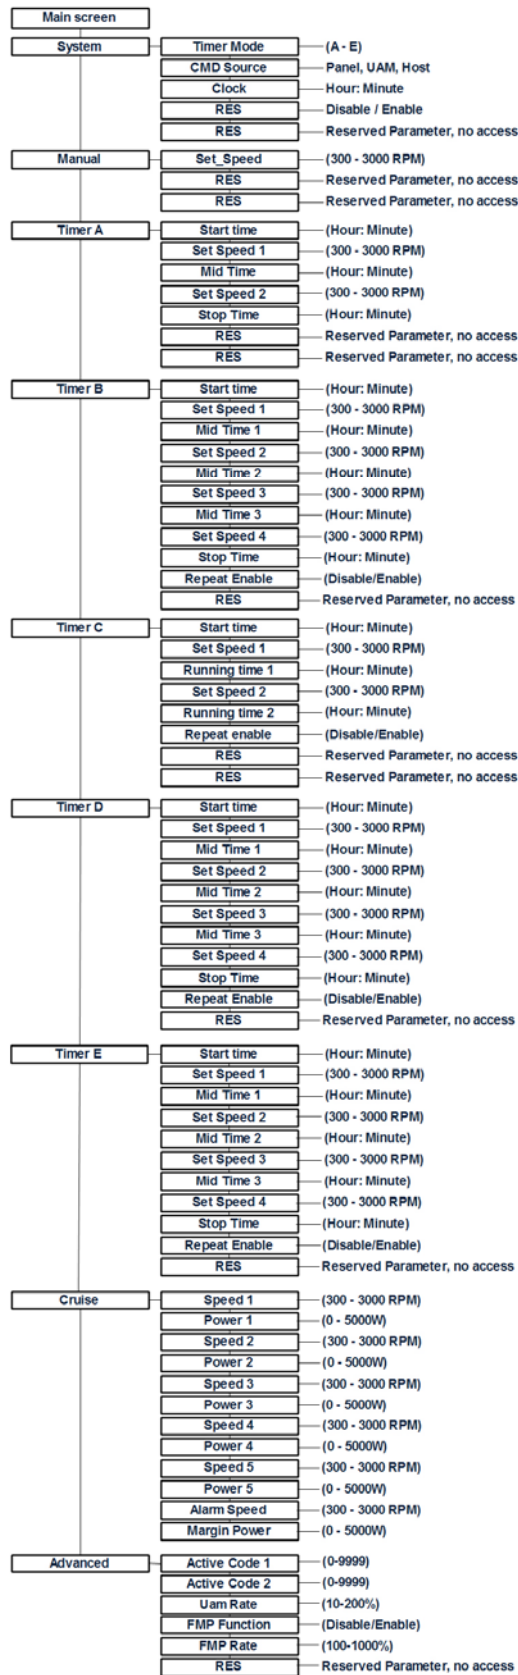 Main screen
System Timer Mode (A - E)
CMD Source Panel, UAM, Host
Clock Hour: Minute
RES Disable / Enable
RES Reserved Parameter, no access
Manual Set_Speed (300 - 3000 RPM)
RES Reserved Parameter, no access
RES Reserved Parameter, no access
Timer A Start time (Hour: Minute)
Set Speed 1 (300 - 3000 RPM)
Mid Time (Hour: Minute)
Set Speed 2 (300 - 3000 RPM)
Stop Time (Hour: Minute)
RES Reserved Parameter, no access
RES Reserved Parameter, no access
Timer B Start time (Hour: Minute)
Set Speed 1 (300 - 3000 RPM)
Mid Time 1 (Hour: Minute)
Set Speed 2 (300 - 3000 RPM)
Mid Time 2 (Hour: Minute)
Set Speed 3 (300 - 3000 RPM)
Mid Time 3 (Hour: Minute)
Set Speed 4 (300 - 3000 RPM)
Stop Time (Hour: Minute)
Repeat Enable (Disable/Enable)
RES Reserved Parameter, no access
Timer C Start time (Hour: Minute)
Set Speed 1 (300 - 3000 RPM)
Running time 1 (Hour: Minute)
Set Speed 2 (300 - 3000 RPM)
Running time 2 (Hour: Minute)
Repeat enable (Disable/Enable)
RES Reserved Parameter, no access
RES Reserved Parameter, no access
Timer D Start time (Hour: Minute)
Set Speed 1 (300 - 3000 RPM)
Mid Time 1 (Hour: Minute)
Set Speed 2 (300 - 3000 RPM)
Mid Time 2 (Hour: Minute)
Set Speed 3 (300 - 3000 RPM)
Mid Time 3 (Hour: Minute)
Set Speed 4 (300 - 3000 RPM)
Stop Time (Hour: Minute)
Repeat Enable (Disable/Enable)
RES Reserved Parameter, no access
Timer E Start time (Hour: Minute)
Set Speed 1 (300 - 3000 RPM)
Mid Time 1 (Hour: Minute)
Set Speed 2 (300 - 3000 RPM)
Mid Time 2 (Hour: Minute)
Set Speed 3 (300 - 3000 RPM)
Mid Time 3 (Hour: Minute)
Set Speed 4 (300 - 3000 RPM)
Stop Time (Hour: Minute)
Repeat Enable (Disable/Enable)
RES Reserved Parameter, no access
Cruise Speed 1 (300 - 3000 RPM)
Power 1 (0 - 5000W)
Speed 2 (300 - 3000 RPM)
Power 2 (0 - 5000W)
Speed 3 (300 - 3000 RPM)
Power 3 (0 - 5000W)
Speed 4 (300 - 3000 RPM)
Power 4 (0 - 5000W)
Speed 5 (300 - 3000 RPM)
Power 5 (0 - 5000W)
Alarm Speed (300 - 3000 RPM)
Margin Power (0 - 5000W)
Advanced Active Code 1 (0-9999)
Active Code 2 (0-9999)
Uam Rate (10-200%)
FMP Function (Disable/Enable)
FMP Rate (100-1000%)
RES Reserved Parameter, no access